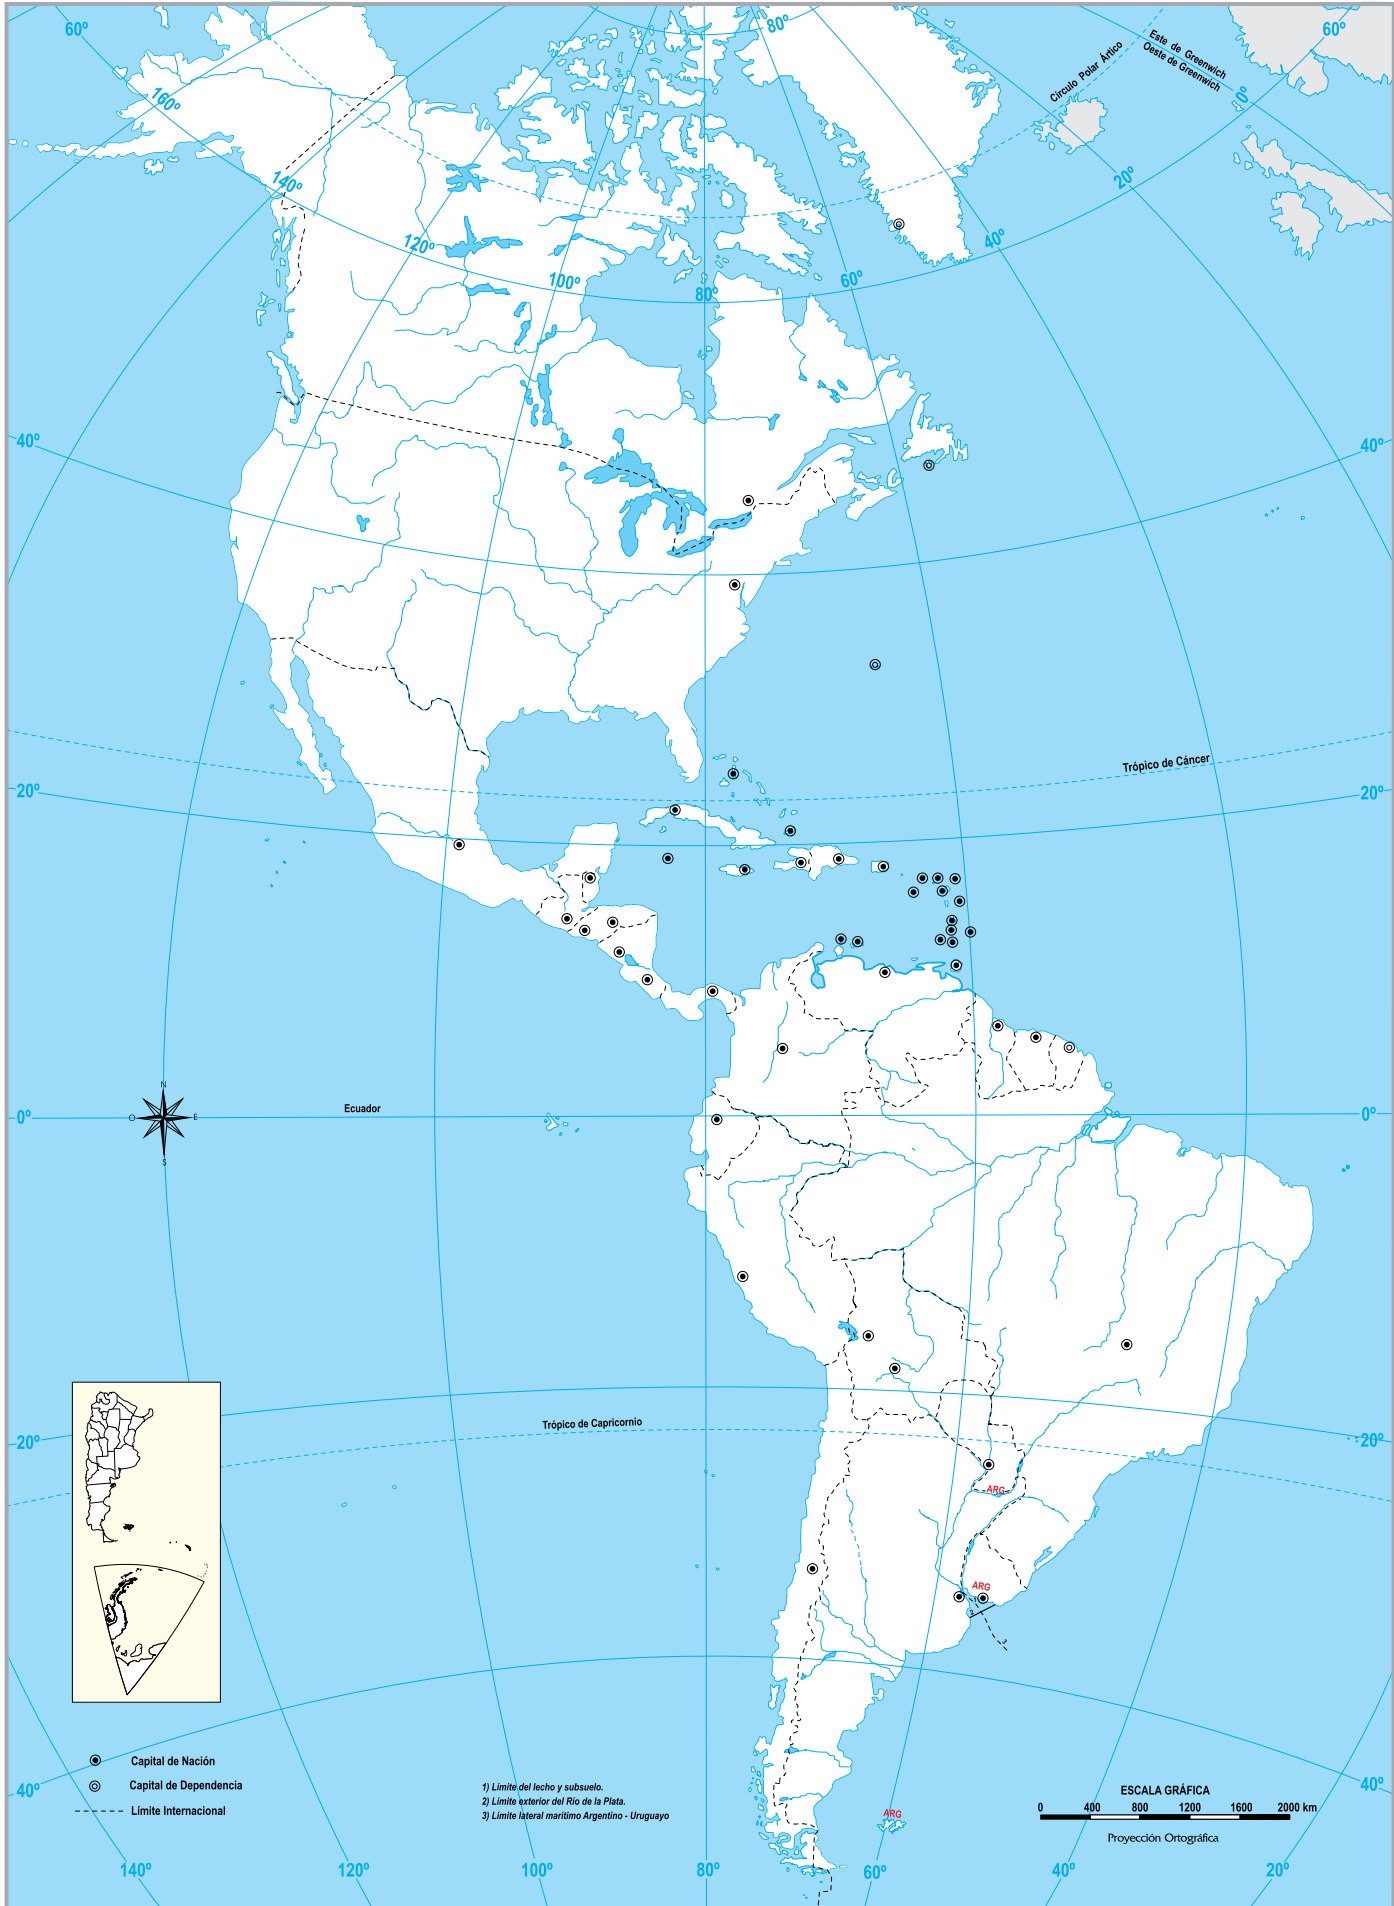 60º
80º
60º
Círculo Polar Ártico
Este de Greenwich
Oeste de Greenwich
160º
0º
140º
20º
120º
40º
100º
80º
60º
40º
40º
Trópico de Cáncer
20º
20º
N
O
E
S
0º
Ecuador
0º
Trópico de Capricornio
20º
20º
ARG
ARG
Capital de Nación
Capital de Dependencia
Límite Internacional
40º
1) Límite del lecho y subsuelo.
2) Límite exterior del Río de la Plata.
3) Límite lateral marítimo Argentino - Uruguayo
ARG
ESCALA GRÁFICA
0 400 800 1200 1600 2000 km
Proyección Ortográfica
40º
140º
120º
100º
80º
60º
40º
20º